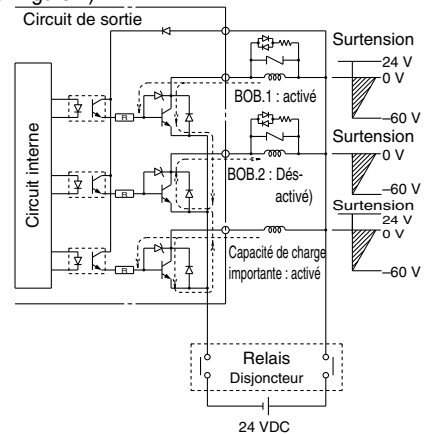 Circuit de sortie
Surtension
24 V
0 V
BOB.1 : activé
–60 V
Surtension
0 V
BOB.2 : Dés-
activé)
–60 V
Surtension
24 V
0 V
Capacité de charge
importante : activé
–60 V
Circuit interne
R
R
R
Relais
Disjoncteur
24 VDC